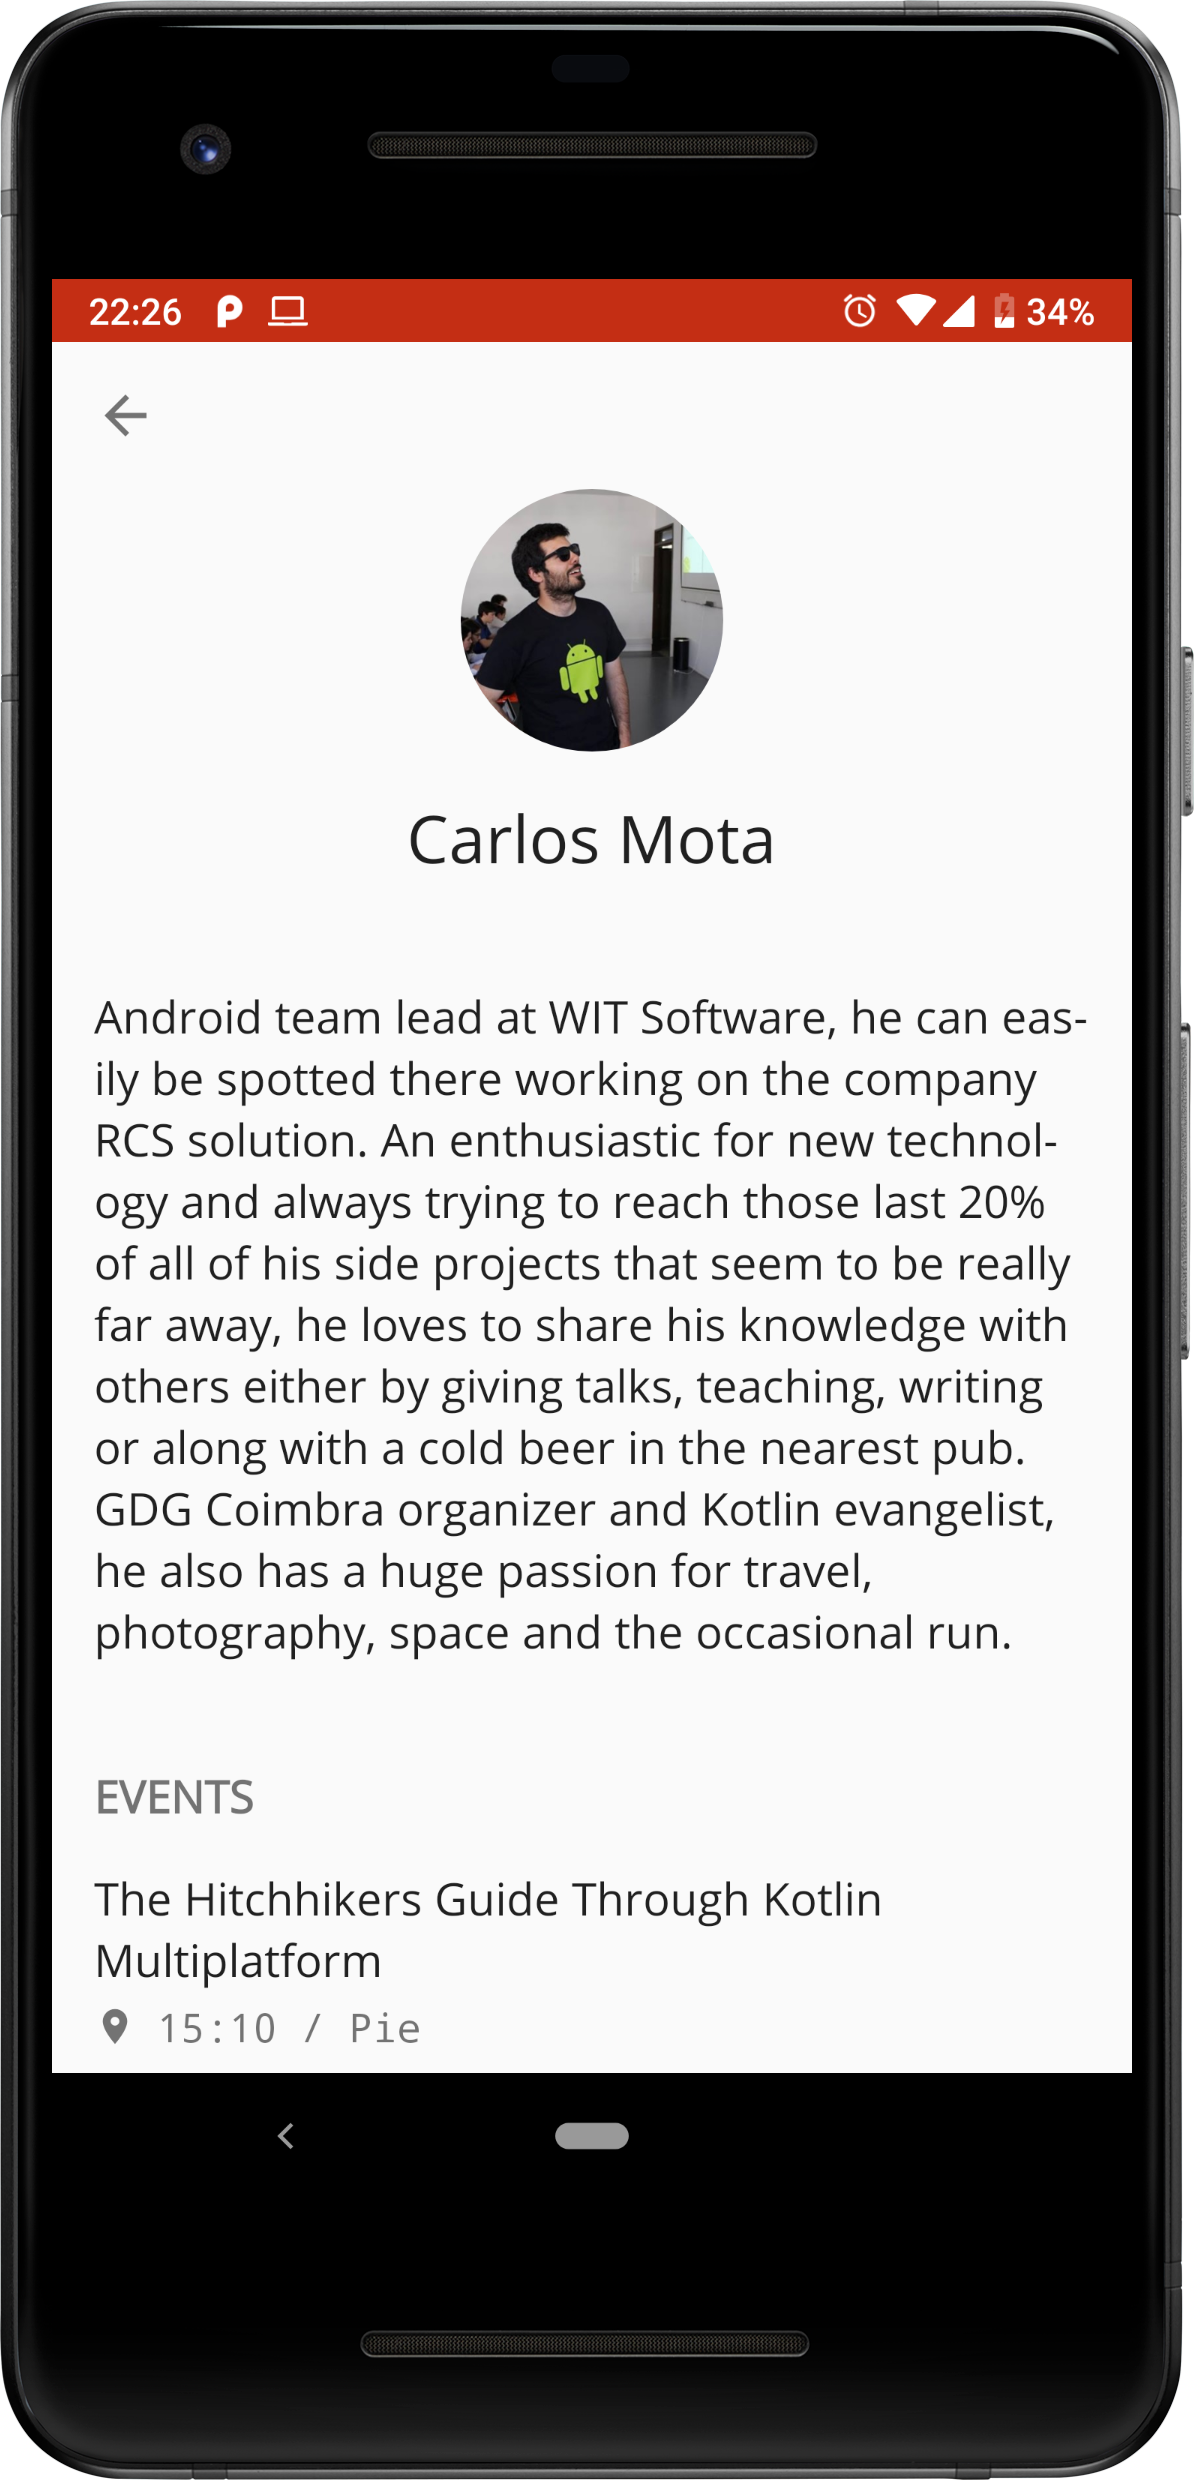 22:26 34%
Carlos Mota
Android team lead at WIT Software, he can eas-
ily be spotted there working on the company
RCS solution. An enthusiastic for new technol-
ogy and always trying to reach those last 20%
of all of his side projects that seem to be really
far away, he loves to share his knowledge with
others either by giving talks, teaching, writing
or along with a cold beer in the nearest pub.
GDG Coimbra organizer and Kotlin evangelist,
he also has a huge passion for travel,
photography, space and the occasional run.
EVENTS
The Hitchhikers Guide Through Kotlin
Multiplatform
15:10 / Pie